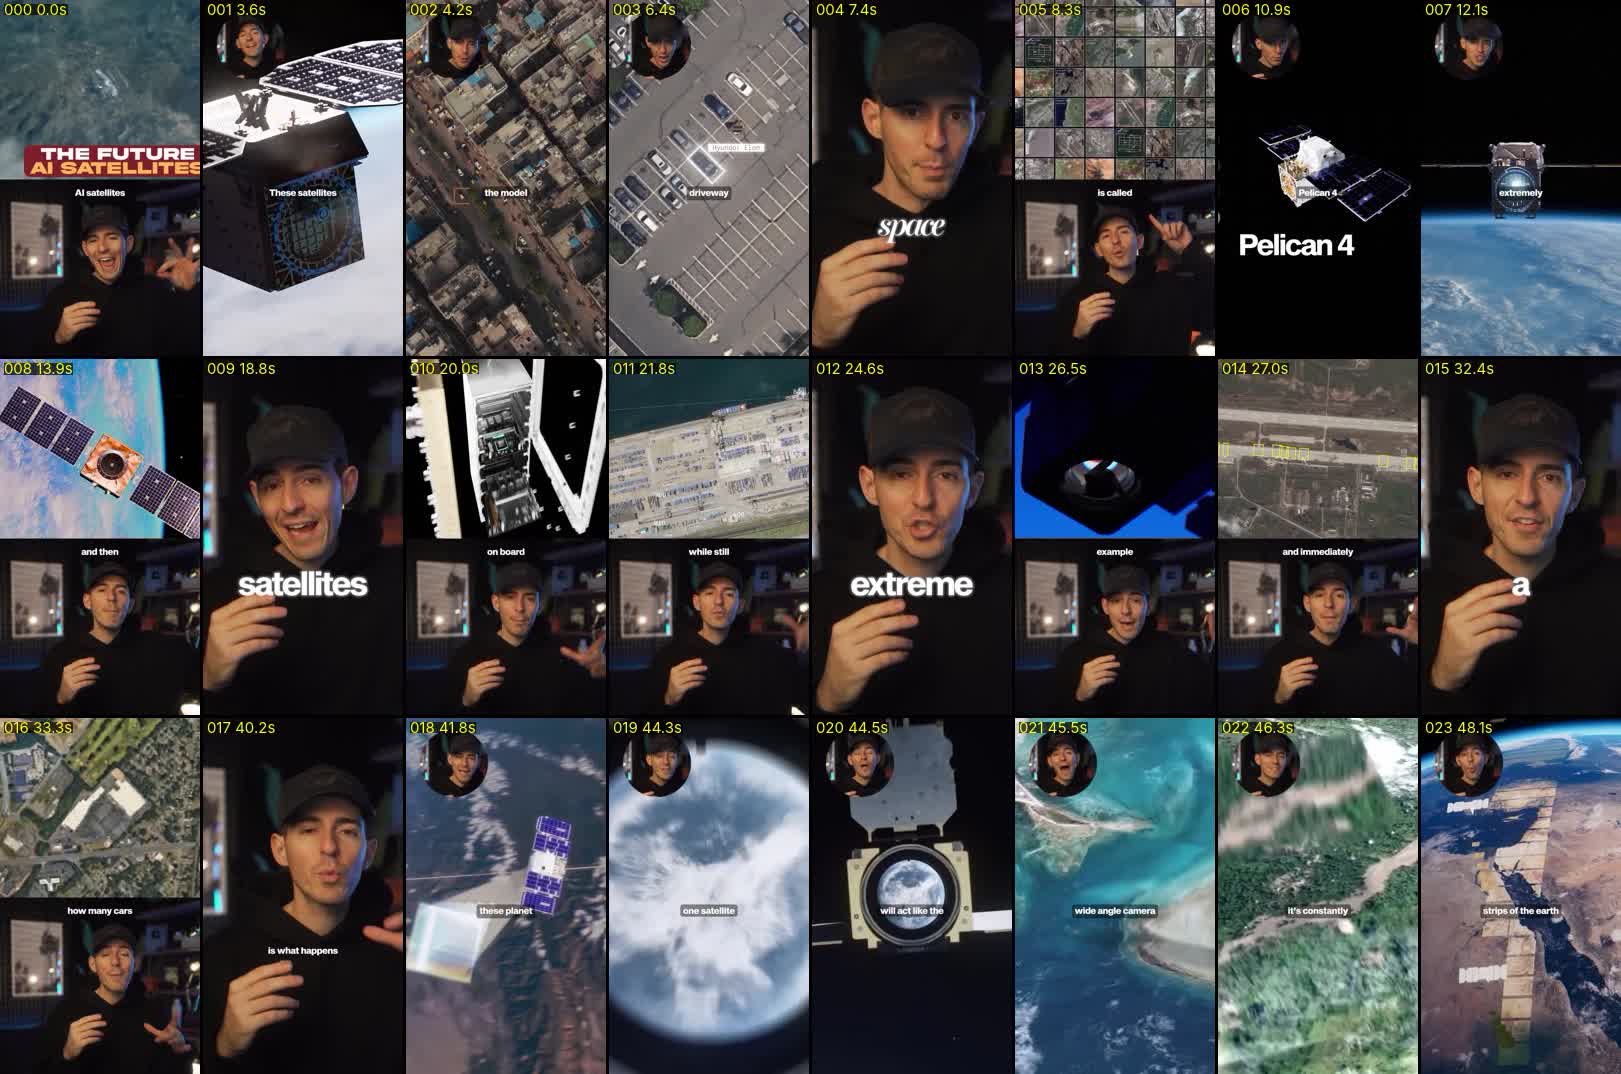 000 0.0s
THE FUTURE
AI SATELLITES
AI satellites
001 3.6s
These satellites
002 4.2s
the model
003 6.4s
driveway
004 7.4s
space
005 8.3s
is called
006 10.9s
Pelican 4
Pelican 4
007 12.1s
extremely
008 13.9s
and then
009 18.8s
satellites
010 20.0s
on board
011 21.8s
while still
012 24.6s
extreme
013 26.5s
example
014 27.0s
and immediately
015 32.4s
a
016 33.3s
how many cars
017 40.2s
is what happens
018 41.8s
these planet
019 44.3s
one satellite
020 44.5s
will act like the
021 45.5s
wide angle camera
022 46.3s
it's constantly
023 48.1s
strips of the earth